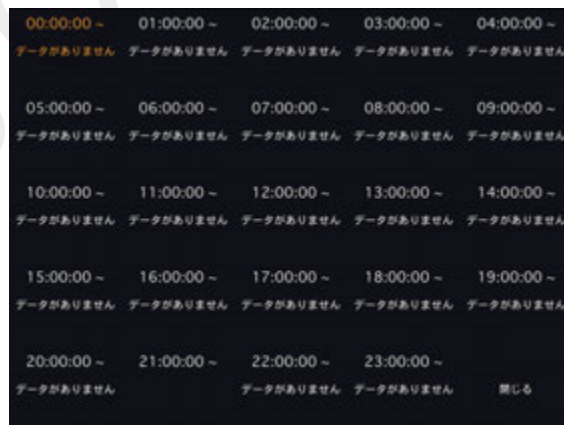 00:00:00 ~ 01:00:00 ~ 02:00:00 ~ 03:00:00 ~ 04:00:00 ~
データがありません データがありません データがありません データがありません データがありません
05:00:00 ~ 06:00:00 ~ 07:00:00 ~ 08:00:00 ~ 09:00:00 ~
データがありません データがありません データがありません データがありません データがありません
10:00:00 ~ 11:00:00 ~ 12:00:00 ~ 13:00:00 ~ 14:00:00 ~
データがありません データがありません データがありません データがありません データがありません
15:00:00 ~ 16:00:00 ~ 17:00:00 ~ 18:00:00 ~ 19:00:00 ~
データがありません データがありません データがありません データがありません データがありません
20:00:00 ~ 21:00:00 ~ 22:00:00 ~ 23:00:00 ~
データがありません データがありません データがありません 閉じる